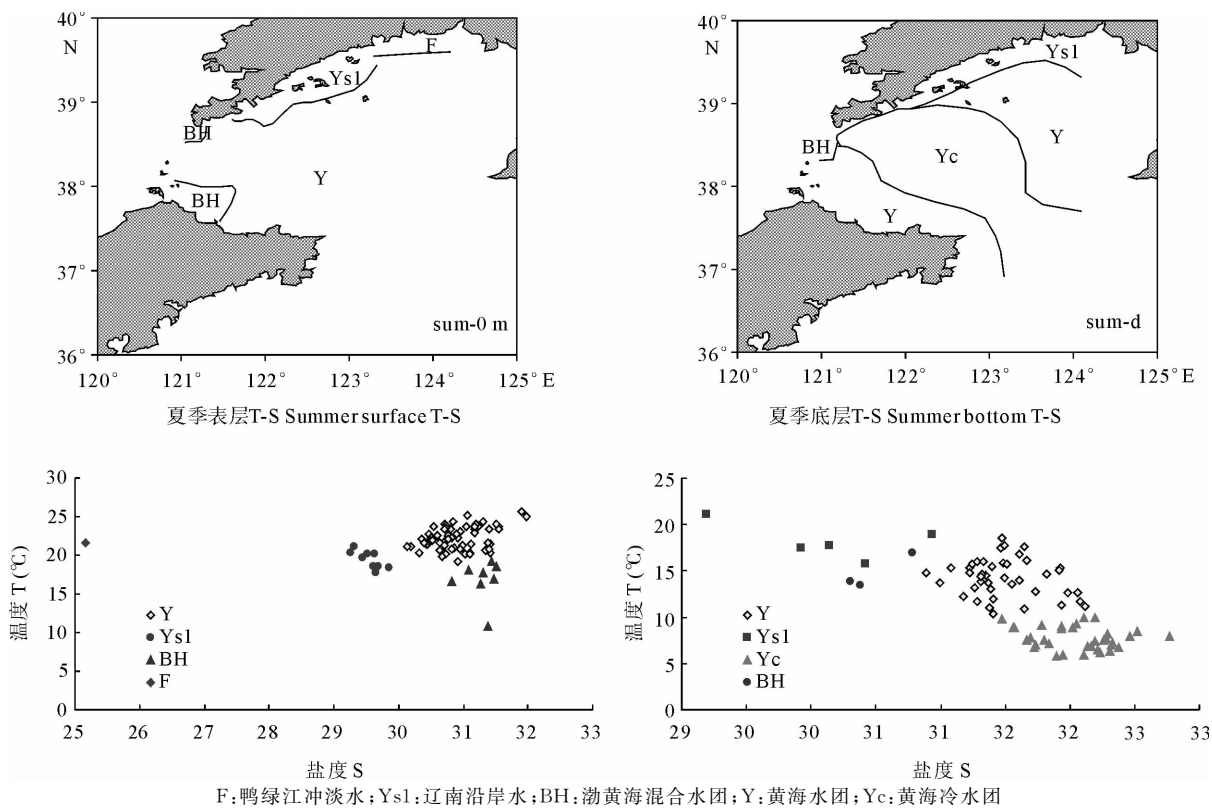 40°
N
39°
38°
37°
36°
120° 121° 122° 123° 124° 125° E
F
Ys1
BH
Y
BH
sum-0 m
夏季表层T-S Summer surface T-S
40°
N
39°
38°
37°
36°
120° 121° 122° 123° 124° 125° E
Ys1
BH
Yc
Y
Y
sum-d
夏季底层T-S Summer bottom T-S
温度 T (℃)
30
25
20
15
10
5
0
Y
Ys1
BH
F
25 26 27 28 29 30 31 32 33
盐度 S
温度 T (℃)
25
20
15
10
5
0
Y
Ys1
Yc
BH
29 30 30 31 31 32 32 33 33
盐度 S
F:鸭绿江冲淡水;Ys1:辽南沿岸水;BH:渤黄海混合水团;Y:黄海水团;Yc:黄海冷水团